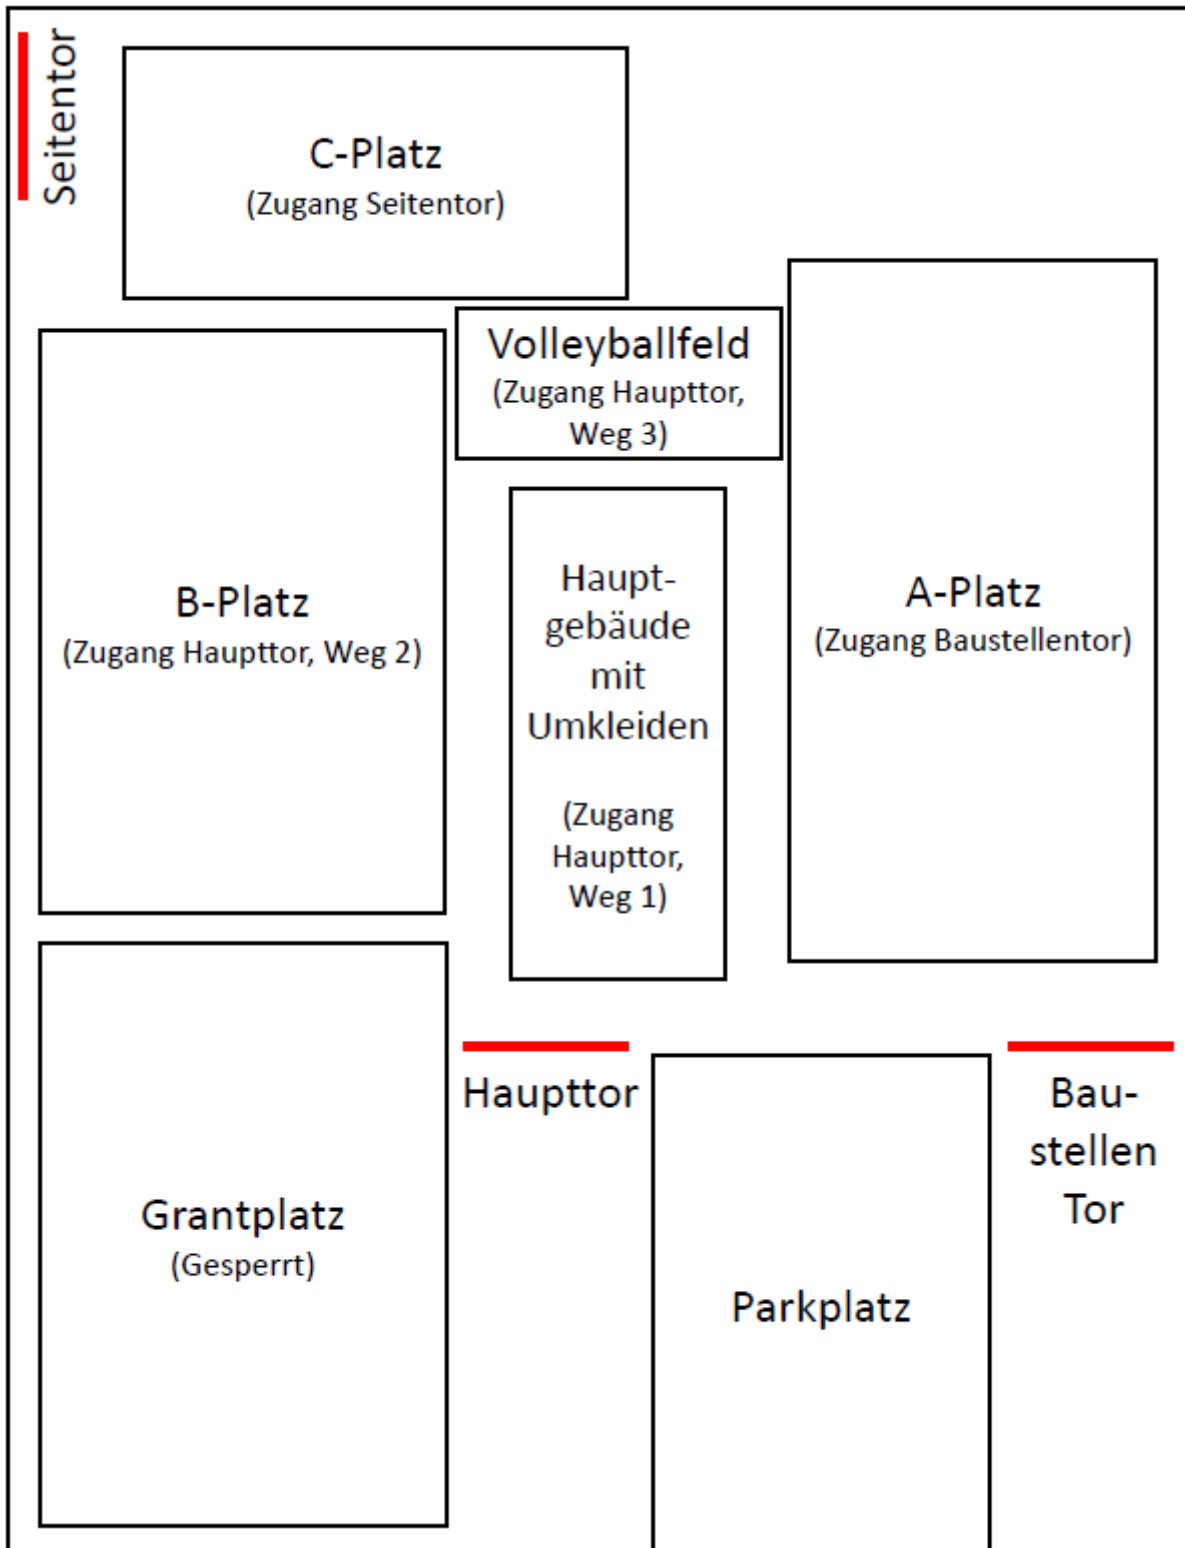 Seitentor
C-Platz
(Zugang Seitentor)
Volleyballfeld
(Zugang Haupttor,
Weg 3)
B-Platz
(Zugang Haupttor, Weg 2)
Haupt-
gebäude
mit
Umkleiden
(Zugang
Haupttor,
Weg 1)
A-Platz
(Zugang Baustellentor)
Grantplatz
(Gesperrt)
Haupttor
Parkplatz
Bau-
stellen
Tor